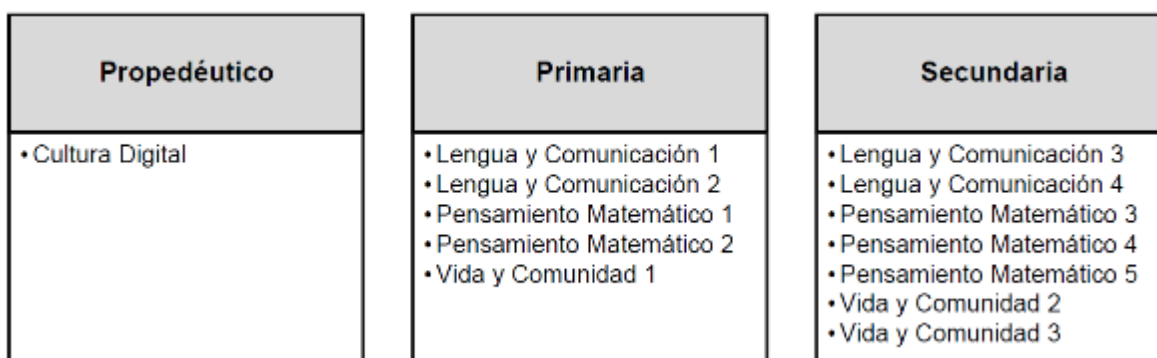 Propedéutico
• Cultura Digital
Primaria
• Lengua y Comunicación 1
• Lengua y Comunicación 2
• Pensamiento Matemático 1
• Pensamiento Matemático 2
• Vida y Comunidad 1
Secundaria
• Lengua y Comunicación 3
• Lengua y Comunicación 4
• Pensamiento Matemático 3
• Pensamiento Matemático 4
• Pensamiento Matemático 5
• Vida y Comunidad 2
• Vida y Comunidad 3